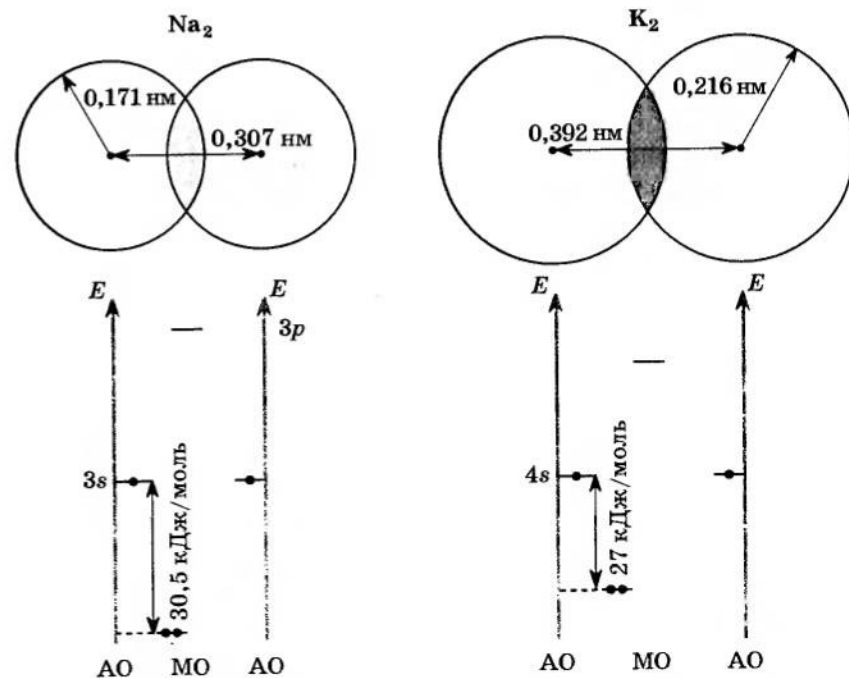 Na₂
0,171 нм
0,307 нм
E
E
3p
3s
30,5 кДж/моль
АО
МО
АО
K₂
0,216 нм
0,392 нм
E
E
4s
27 кДж/моль
АО
МО
АО